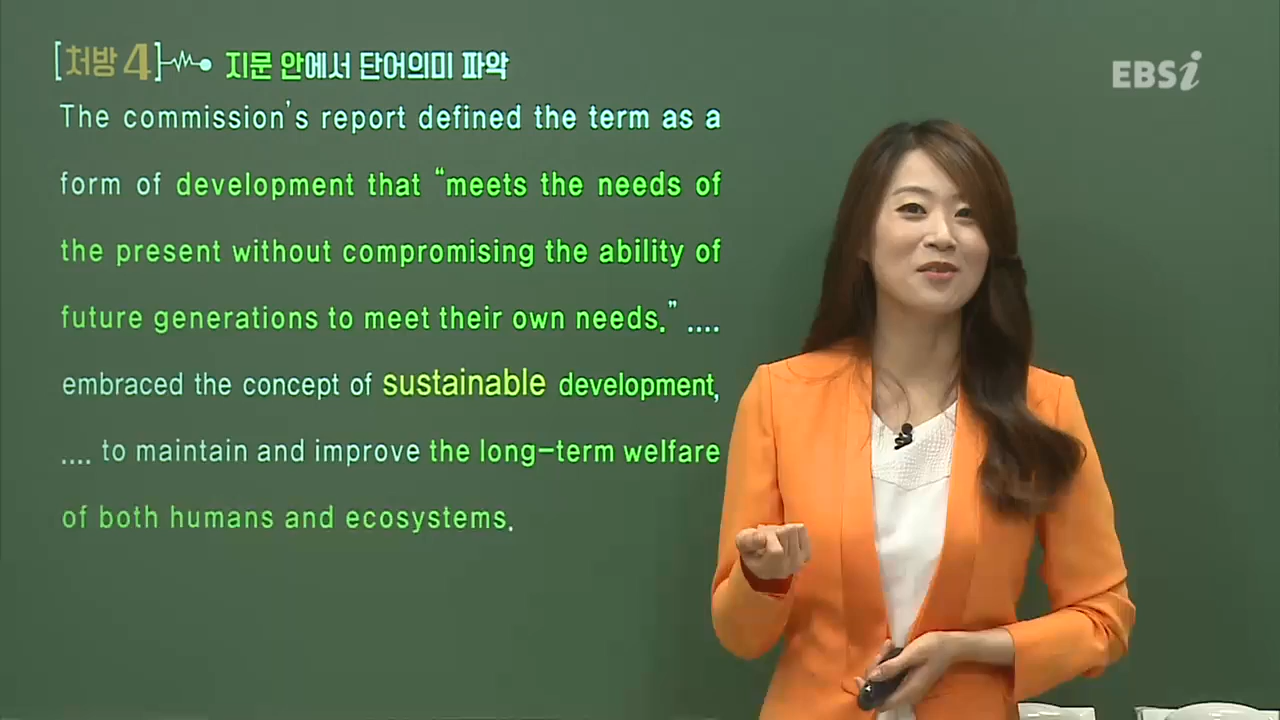 [처방4] 지문 안에서 단어의미 파악
EBSi
The commission's report defined the term as a
form of development that “meets the needs of
the present without compromising the ability of
future generations to meet their own needs.” ....
embraced the concept of sustainable development,
.... to maintain and improve the long-term welfare
of both humans and ecosystems.